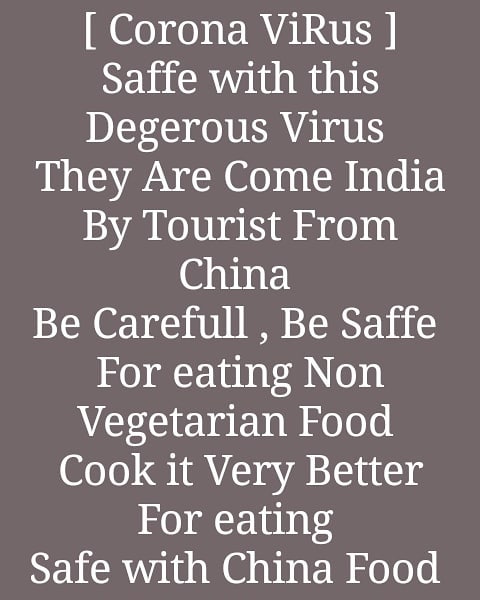 [ Corona ViRus ]
Saffe with this
Degerous Virus
They Are Come India
By Tourist From
China
Be Carefull , Be Saffe
For eating Non
Vegetarian Food
Cook it Very Better
For eating
Safe with China Food